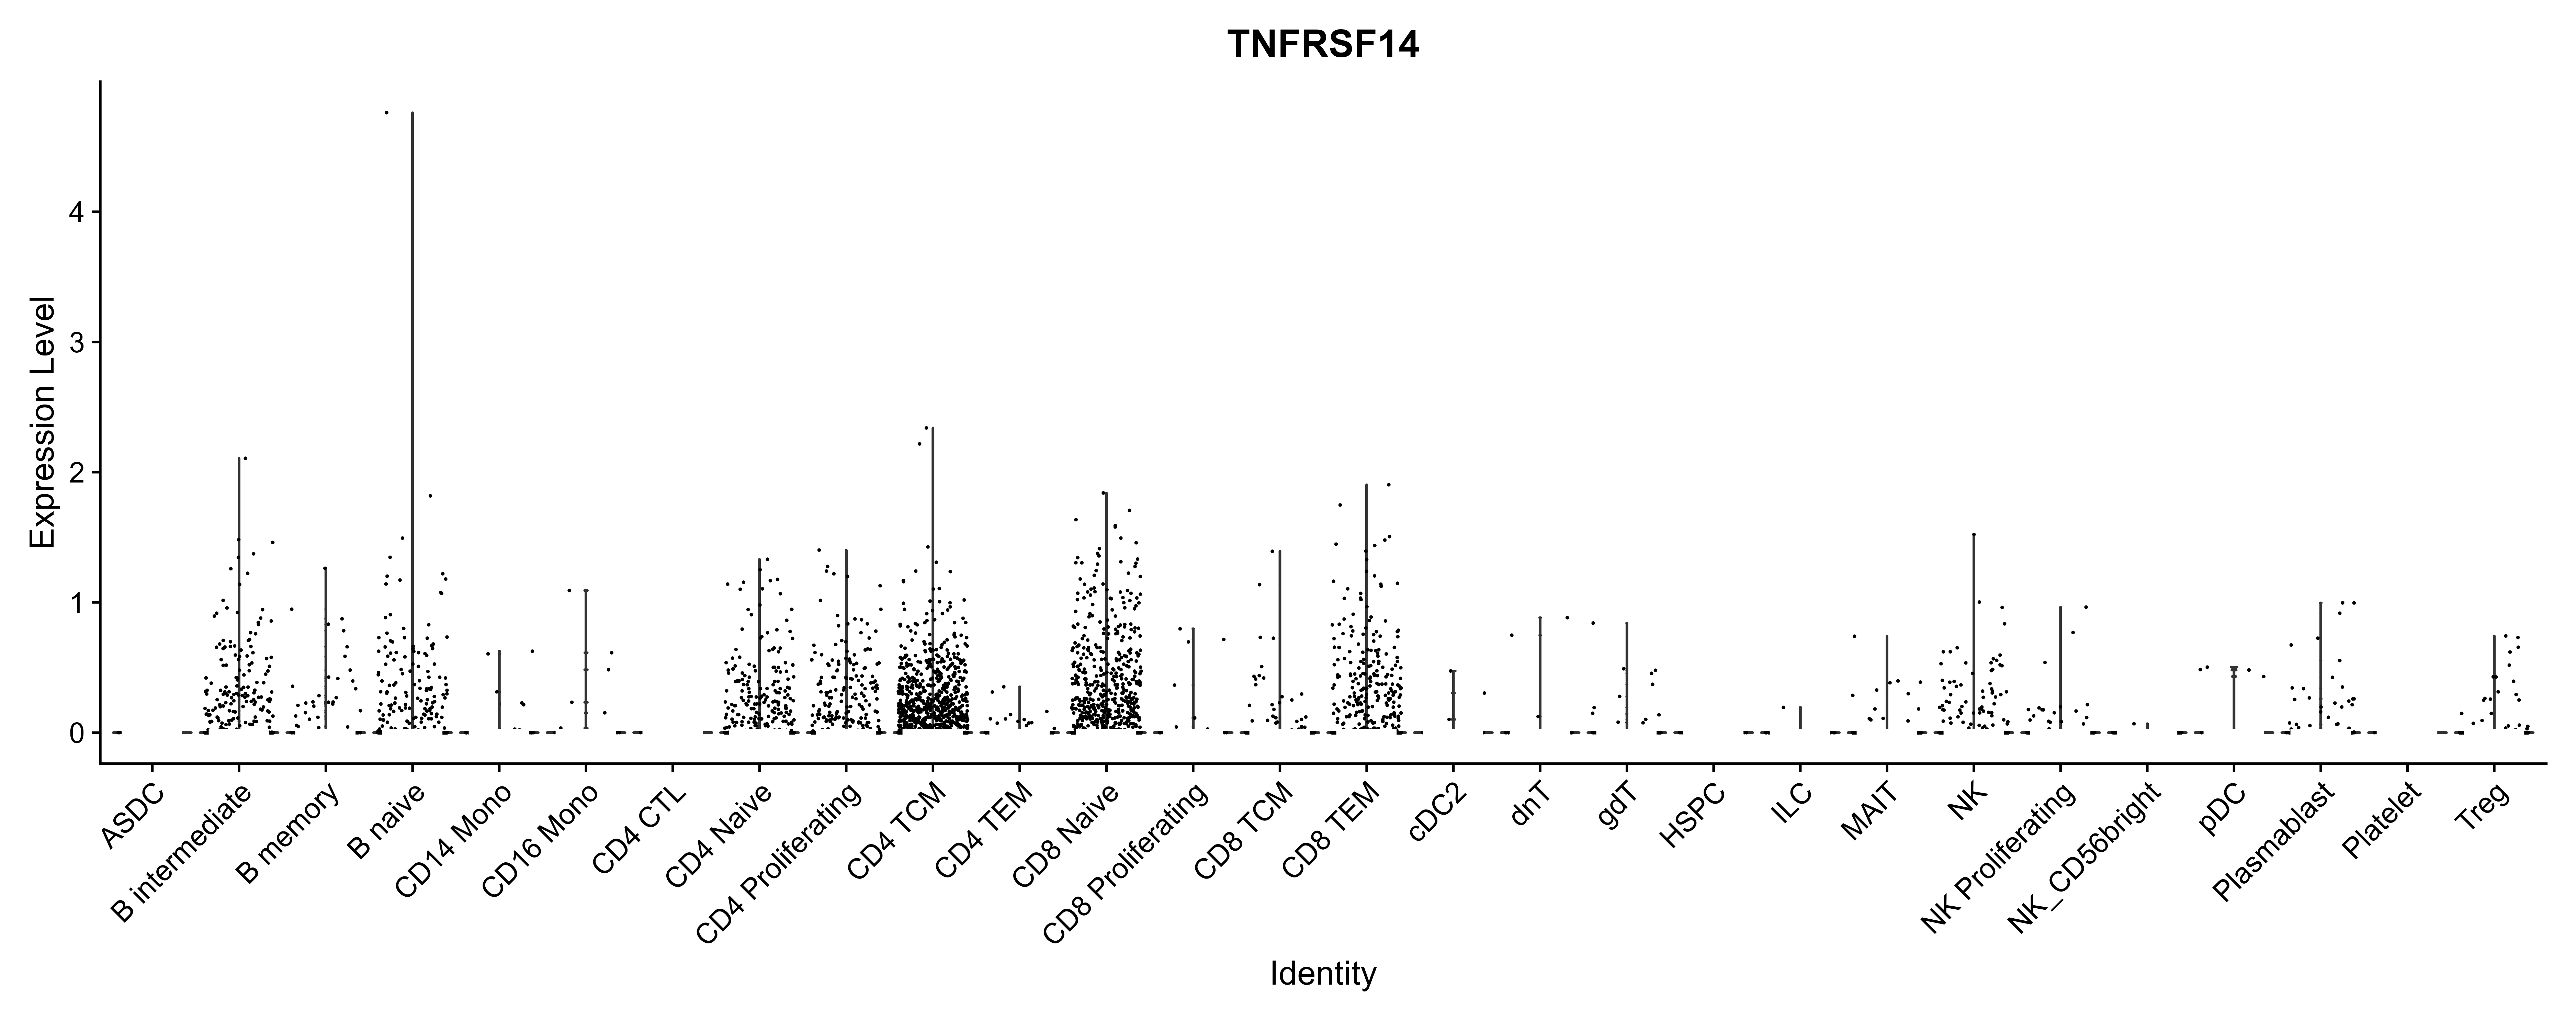 TNFRSF14
Expression Level
4
3
2
1
0
ASDC
B intermediate
B memory
B naive
CD14 Mono
CD16 Mono
CD4 CTL
CD4 Naive
CD4 Proliferating
CD4 TCM
CD4 TEM
CD8 Naive
CD8 Proliferating
CD8 TCM
CD8 TEM
cDC2
dnT
gdT
HSPC
ILC
MAIT
NK
NK Proliferating
NK_CD56bright
pDC
Plasmablast
Platelet
Treg
Identity